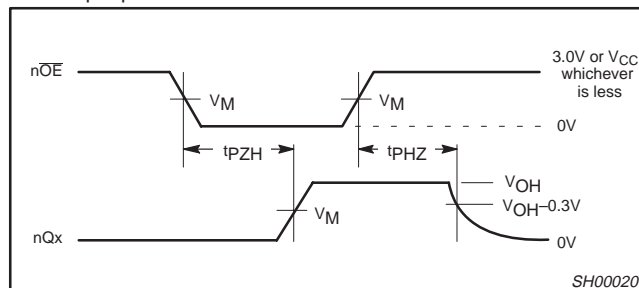 nOE
3.0V or VCC
whichever
is less
VM
VM
0V
tPZH
tPHZ
VOH
VM
VOH–0.3V
nQx
0V
SH00020